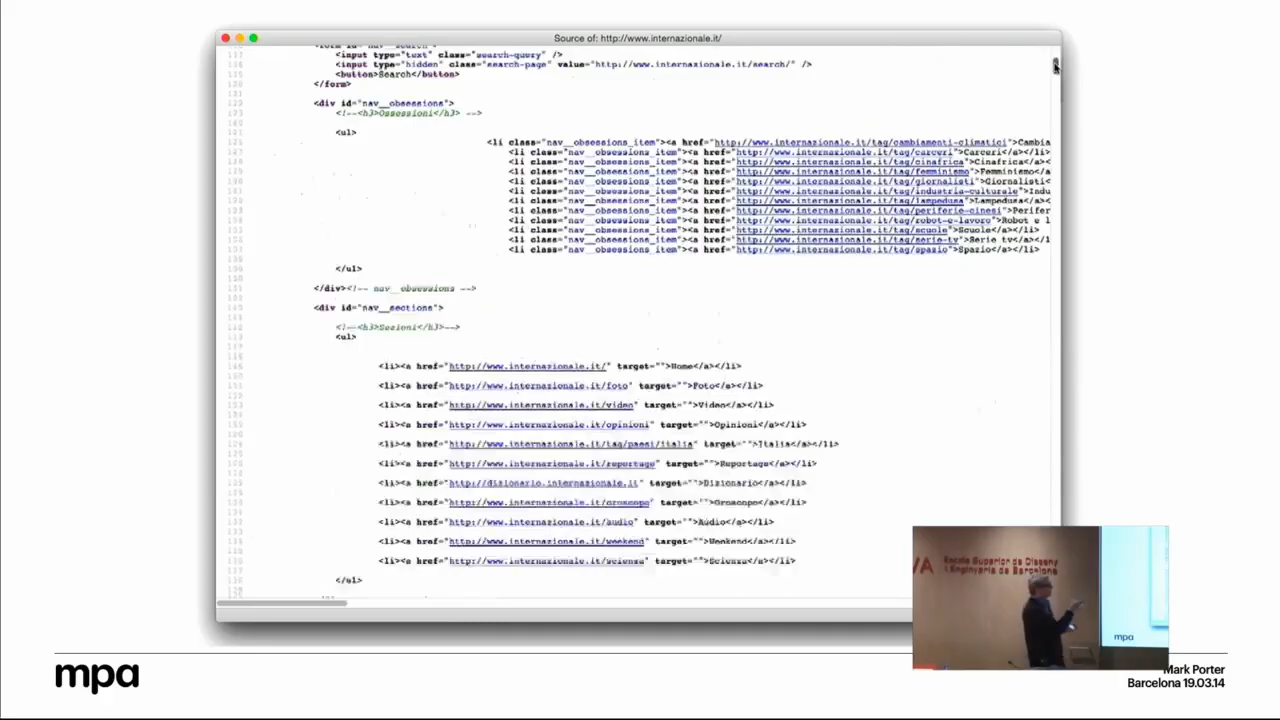 Source of: http://www.internazionale.it/
<input type="text" class="search-query" />
<input type="hidden" class="search-page" value="http://www.internazionale.it/search/" />
<button>Search</button>
</form>
<div id="nav__obsessions">
<!--<h3>Ossessioni</h3> -->
<ul>
<li class="nav__obsessions_item"><a href="http://www.internazionale.it/tag/cambiamenti-climatici">Cambia
<li class="nav__obsessions_item"><a href="http://www.internazionale.it/tag/carceri">Carceri</a></li>
<li class="nav__obsessions_item"><a href="http://www.internazionale.it/tag/cinafrica">Cinafrica</a><
<li class="nav__obsessions_item"><a href="http://www.internazionale.it/tag/femminismo">Femminismo</a
<li class="nav__obsessions_item"><a href="http://www.internazionale.it/tag/giornalisti">Giornalisti<
<li class="nav__obsessions_item"><a href="http://www.internazionale.it/tag/industria-culturale">Indu
<li class="nav__obsessions_item"><a href="http://www.internazionale.it/tag/lampedusa">Lampedusa</a><
<li class="nav__obsessions_item"><a href="http://www.internazionale.it/tag/periferie-cinesi">Perifer
<li class="nav__obsessions_item"><a href="http://www.internazionale.it/tag/robot-e-lavoro">Robot e l
<li class="nav__obsessions_item"><a href="http://www.internazionale.it/tag/scuole">Scuole</a></li>
<li class="nav__obsessions_item"><a href="http://www.internazionale.it/tag/serie-tv">Serie tv</a></l
<li class="nav__obsessions_item"><a href="http://www.internazionale.it/tag/spazio">Spazio</a></li>
</ul>
</div><!-- nav__obsessions -->
<div id="nav__sections">
<!--<h3>Sezioni</h3>-->
<ul>
<li><a href="http://www.internazionale.it/" target="">Home</a></li>
<li><a href="http://www.internazionale.it/foto" target="">Foto</a></li>
<li><a href="http://www.internazionale.it/video" target="">Video</a></li>
<li><a href="http://www.internazionale.it/opinioni" target="">Opinioni</a></li>
<li><a href="http://www.internazionale.it/tag/paesi/italia" target="">Italia</a></li>
<li><a href="http://www.internazionale.it/reportage" target="">Reportage</a></li>
<li><a href="http://dizionario.internazionale.it" target="">Dizionario</a></li>
<li><a href="http://www.internazionale.it/oroscopo" target="">Oroscopo</a></li>
<li><a href="http://www.internazionale.it/audio" target="">Audio</a></li>
<li><a href="http://www.internazionale.it/weekend" target="">Weekend</a></li>
<li><a href="http://www.internazionale.it/scienza" target="">Scienza</a></li>
</ul>
VA
Escola Superior de Disseny
i Enginyeria de Barcelona
mpa
mpa
Mark Porter
Barcelona 19.03.14